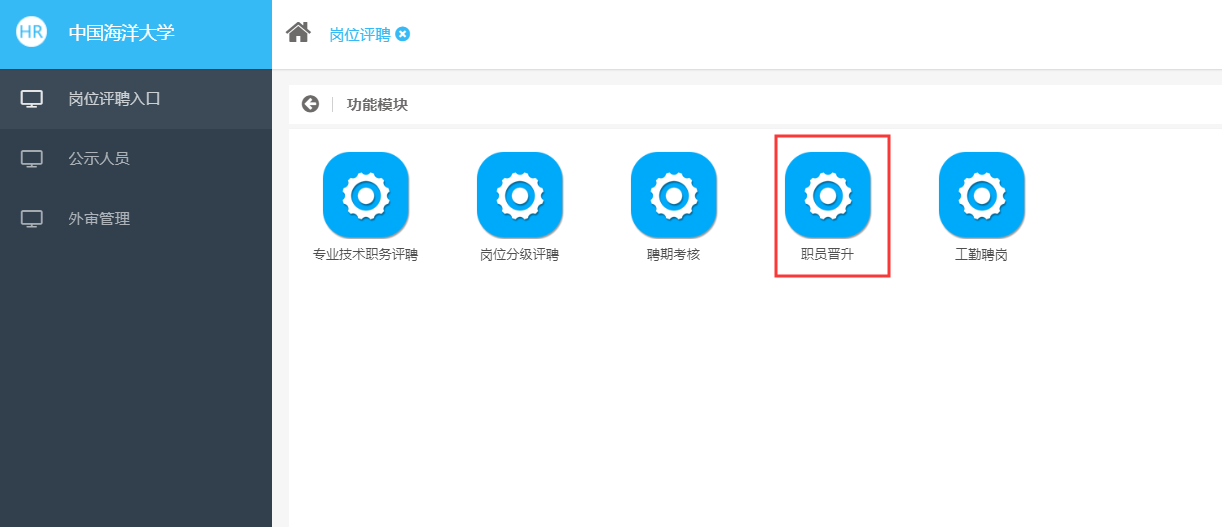 HR 中国海洋大学
岗位评聘
岗位评聘入口
公示人员
外审管理
功能模块
专业技术职务评聘
岗位分级评聘
聘期考核
职员晋升
工勤聘岗